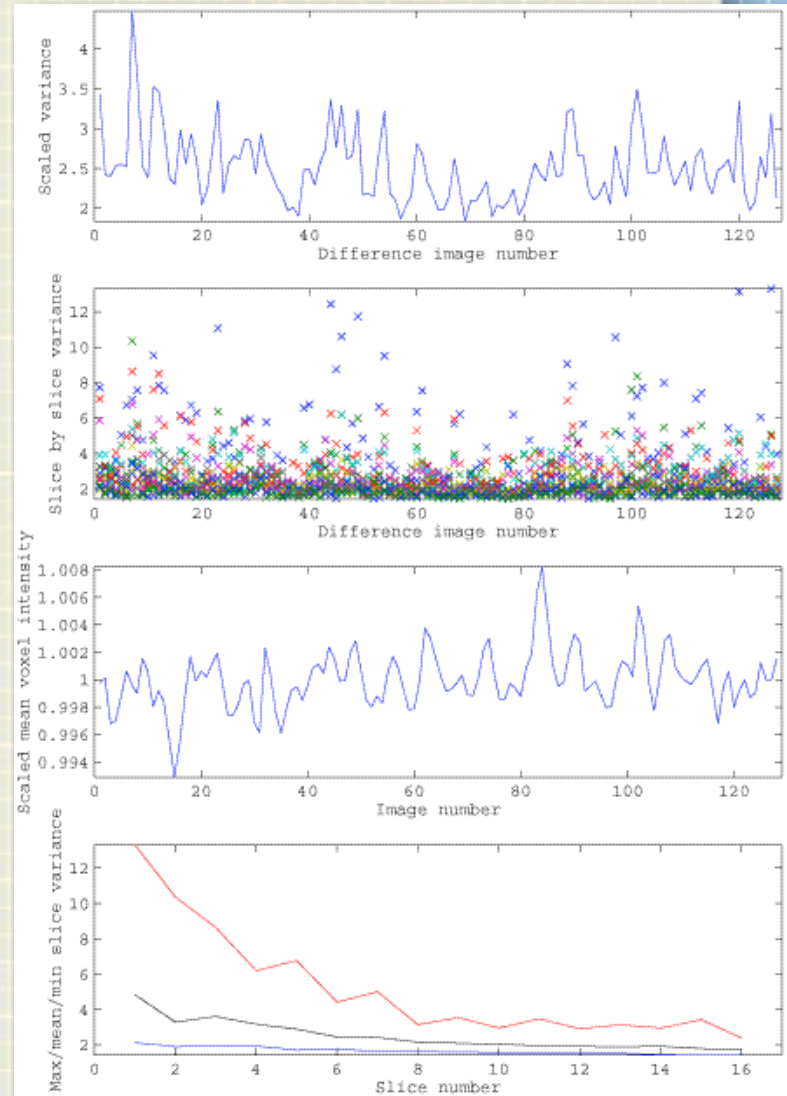 Scaled variance
4
3.5
3
2.5
2
0 20 40 60 80 100 120
Difference image number
Slice by slice variance
12
10
8
6
4
2
0 20 40 60 80 100 120
Difference image number
Scaled mean voxel intensity
1.008
1.006
1.004
1.002
1
0.998
0.996
0.994
0 20 40 60 80 100 120
Image number
Max/mean/min slice variance
12
10
8
6
4
2
0 2 4 6 8 10 12 14 16
Slice number